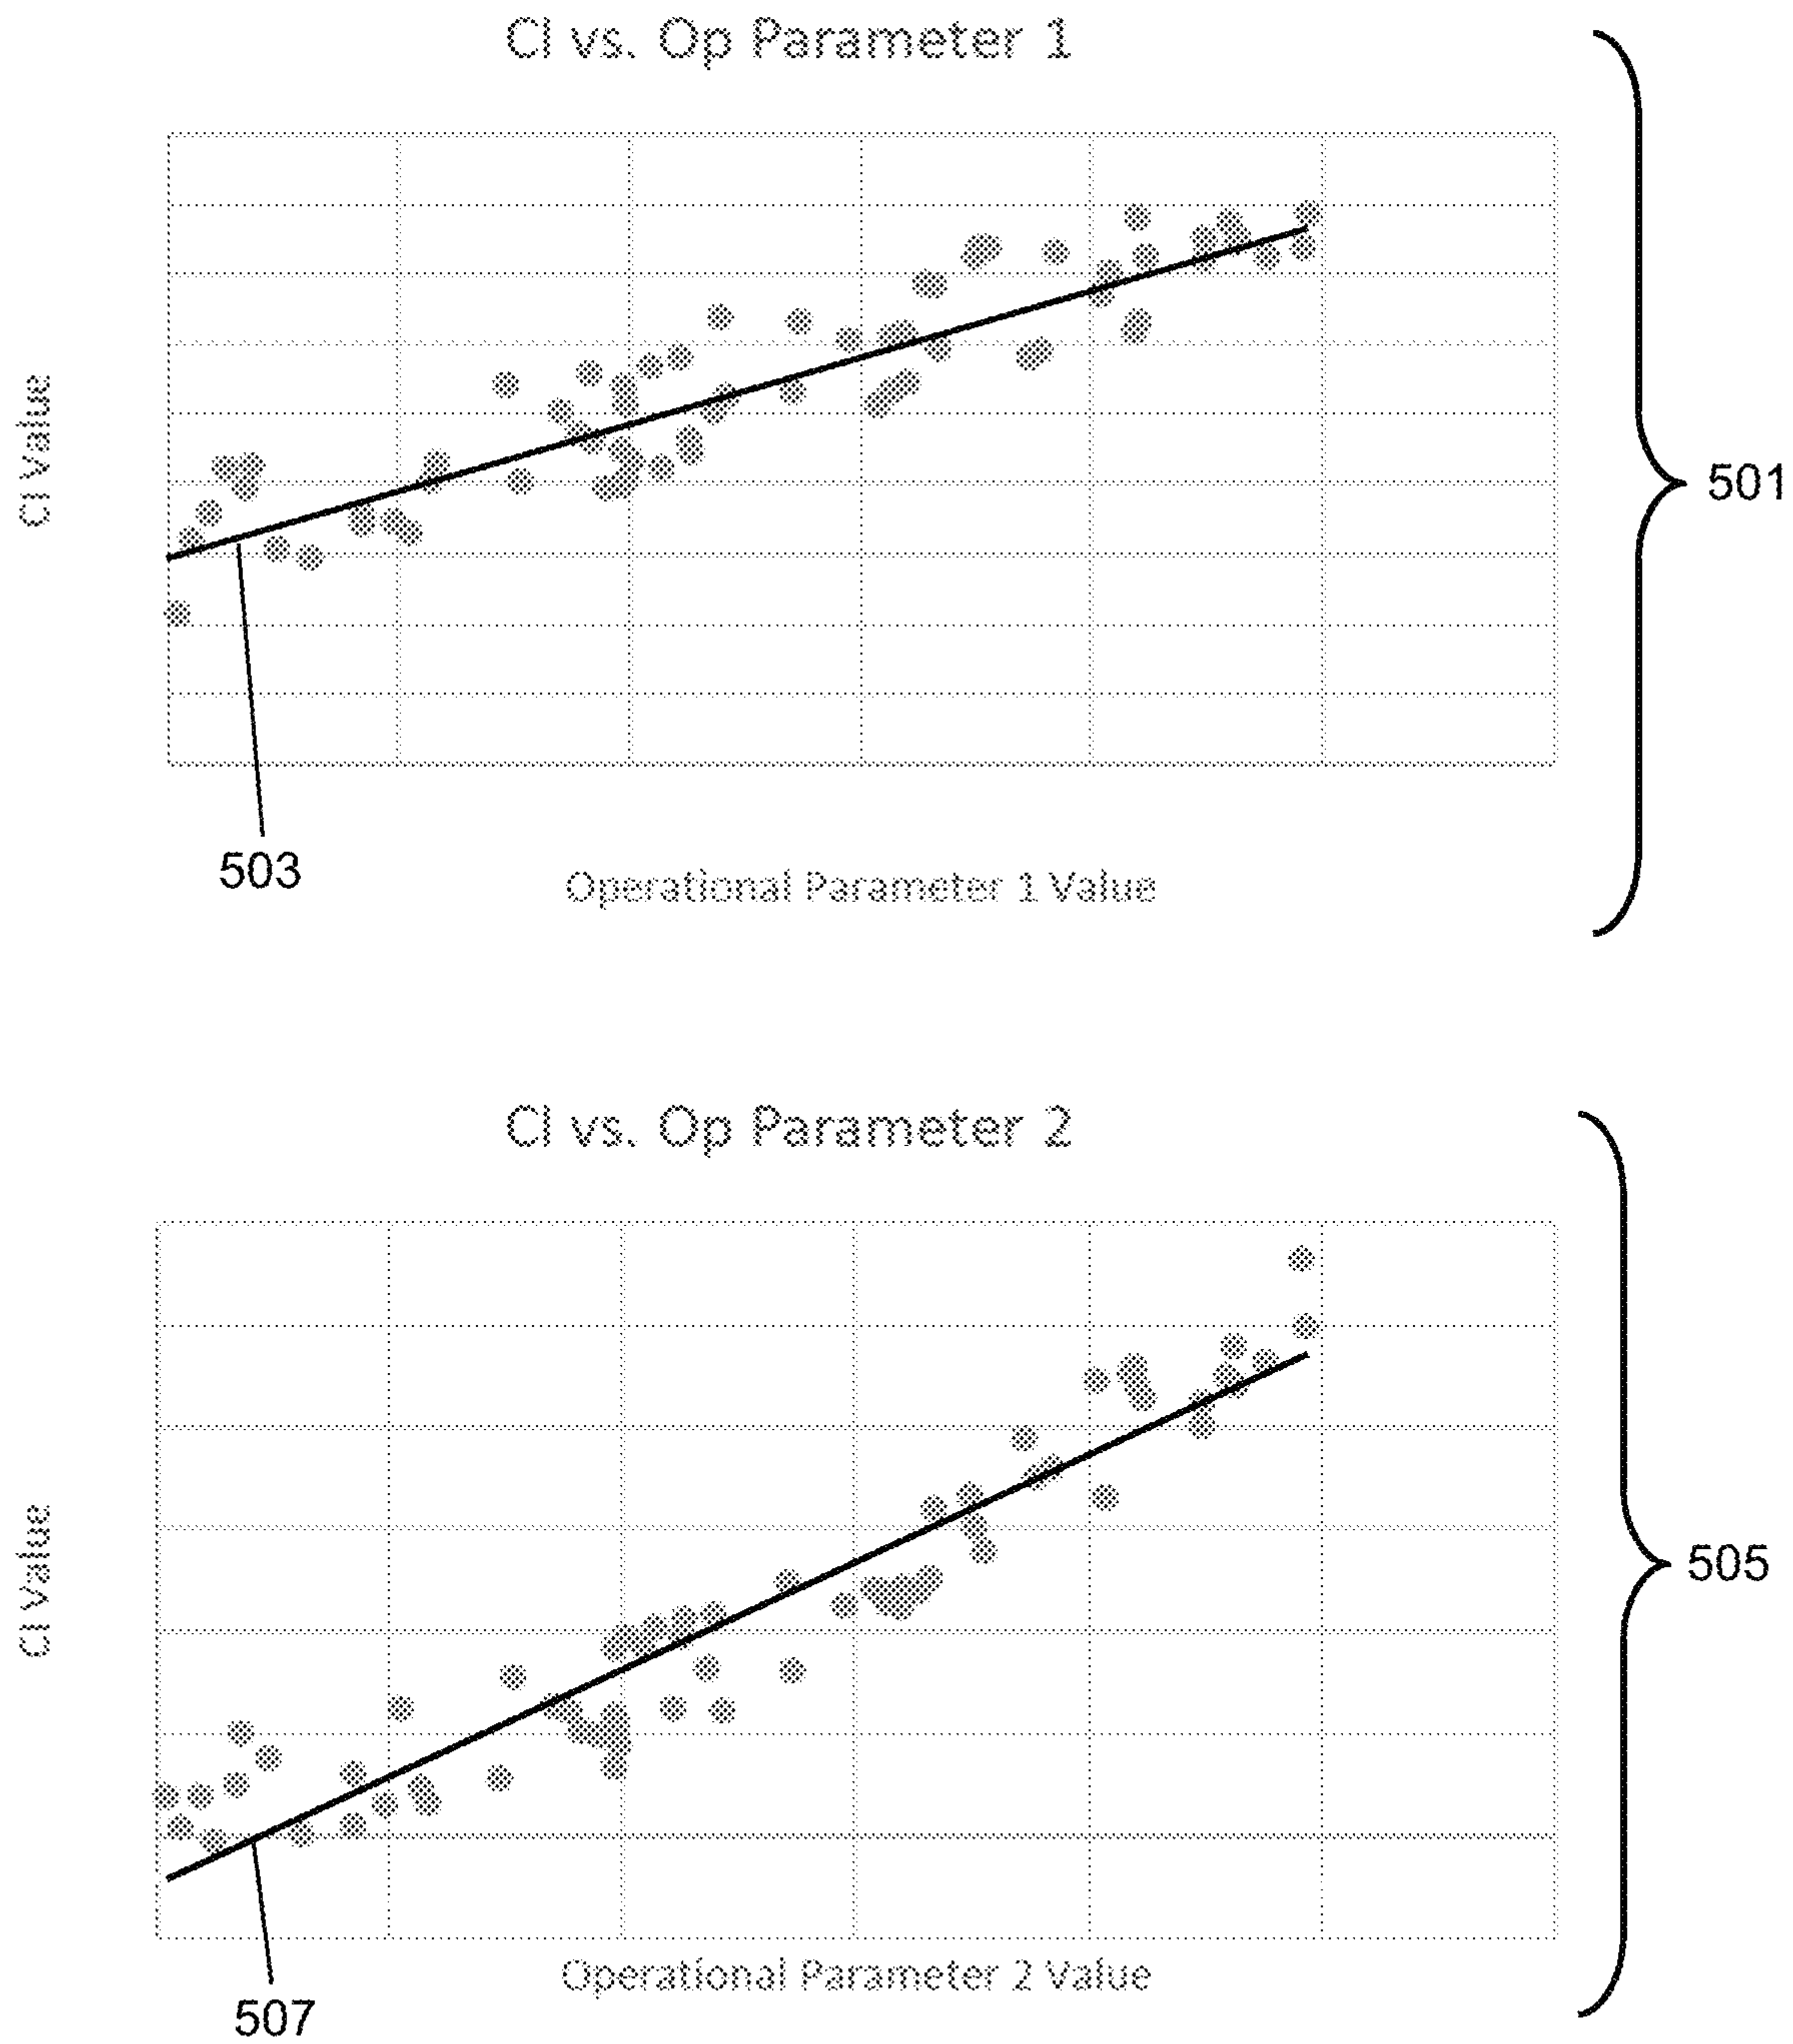 CI vs. Op Parameter 1
CI Value
501
503
Operational Parameter 1 Value
CI vs. Op Parameter 2
CI Value
505
Operational Parameter 2 Value
507